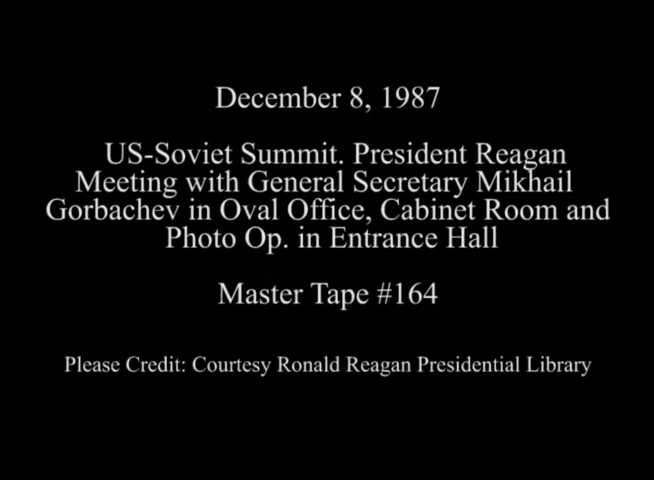 December 8, 1987
US-Soviet Summit. President Reagan
Meeting with General Secretary Mikhail
Gorbachev in Oval Office, Cabinet Room and
Photo Op. in Entrance Hall
Master Tape #164
Please Credit: Courtesy Ronald Reagan Presidential Library